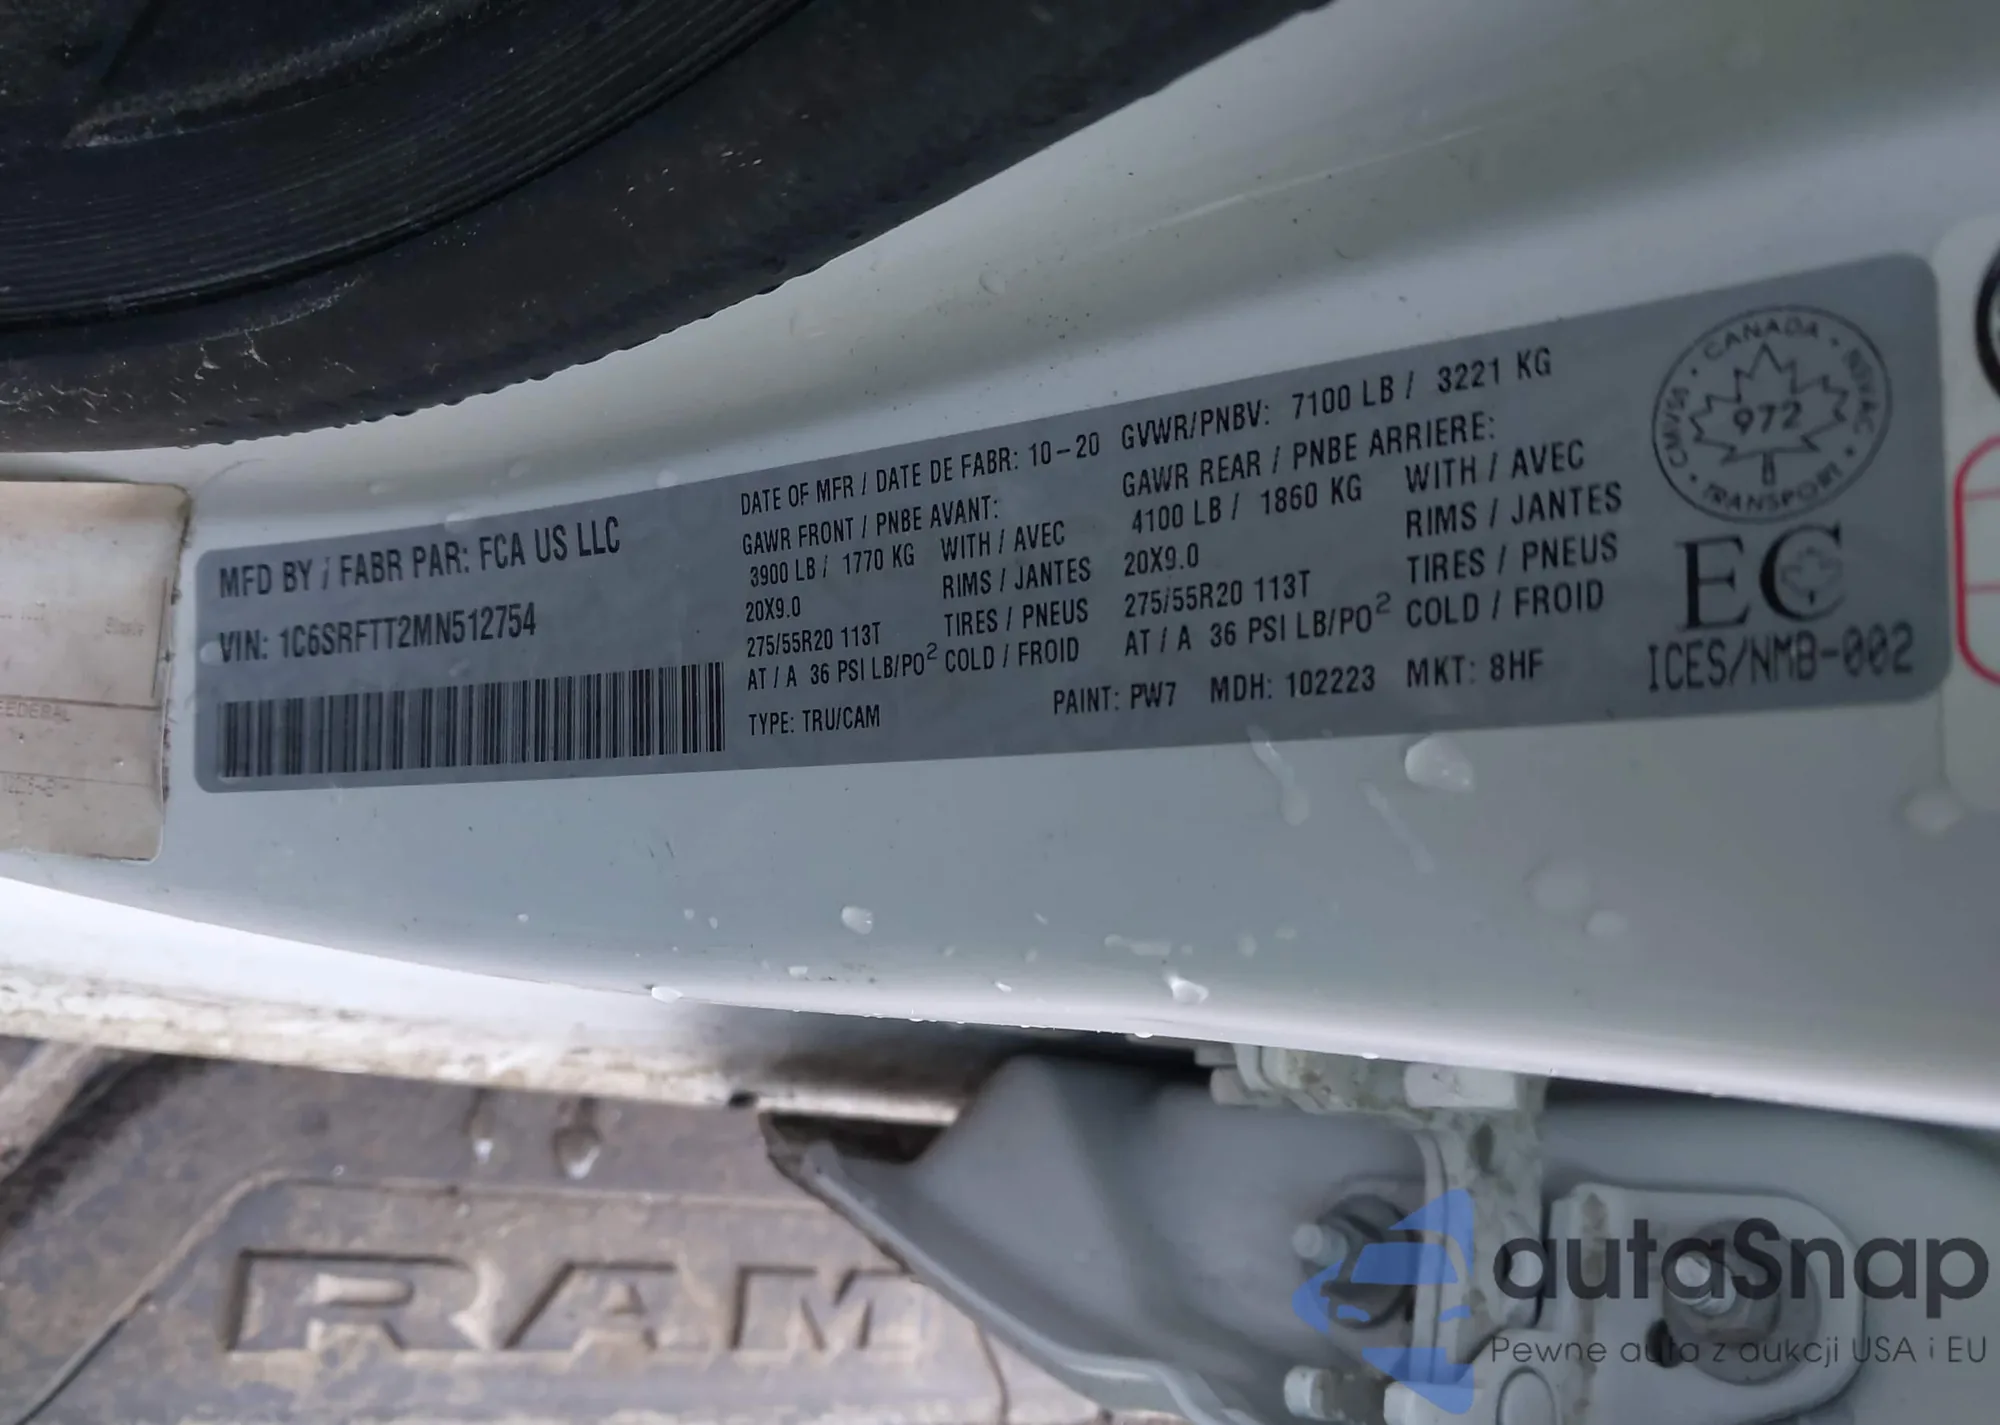 MFD BY / FABR PAR: FCA US LLC
VIN: 1C6SRFTT2MN512754
DATE OF MFR / DATE DE FABR: 10-20
GVWR/PNBV: 7100 LB / 3221 KG
GAWR FRONT / PNBE AVANT:
3900 LB / 1770 KG WITH / AVEC
20X9.0 RIMS / JANTES
275/55R20 113T TIRES / PNEUS
AT / A 36 PSI LB/PO² COLD / FROID
TYPE: TRU/CAM
GAWR REAR / PNBE ARRIERE:
4100 LB / 1860 KG WITH / AVEC
20X9.0 RIMS / JANTES
275/55R20 113T TIRES / PNEUS
AT / A 36 PSI LB/PO² COLD / FROID
PAINT: PW7 MDH: 102223 MKT: 8HF
CANADA
NSVAC
TRANSPORT
CMVSS
972
EC
ICES/NMB-002
FEDERAL
RAM
autaSnap
Pewne auta z aukcji USA i EU